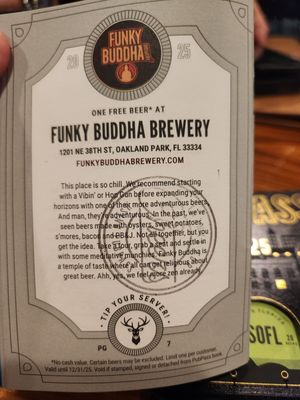 FUNKY
BUDDHA
20 25
ONE FREE BEER* AT
FUNKY BUDDHA BREWERY
1201 NE 38TH ST, OAKLAND PARK, FL 33334
FUNKYBUDDHABREWERY.COM
This place is so chill. We recommend starting
with a Vibin' or Hop Gun before expanding your
horizons with one of their more adventurous beers.
And man, they're adventurous. In the past, we've
seen beers made with oysters, sweet potatoes,
s'mores, bacon and PB&J. Not all together, but you
get the idea. Take a tour, grab a seat and settle in
with some meditative munchies. Funky Buddha is
a temple of taste where all can get religious about
great beer. Ahh, yes, we feel more zen already.
• TIP YOUR SERVER! •
PG 7
*No cash value. Certain beers may be excluded. Limit one per customer.
Valid until 12/31/25. Void if stamped, signed or detached from PubPass book.
SOFL